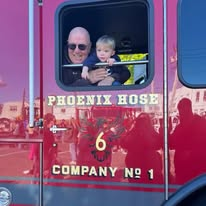 PHOENIX HOSE
6
COMPANY Nº 1